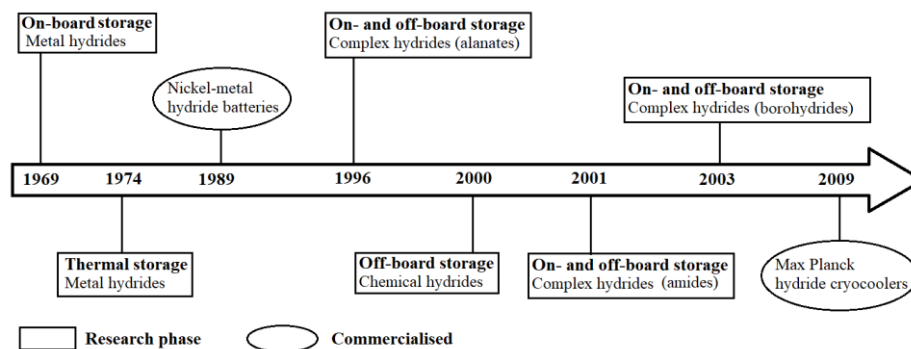 On-board storage
Metal hydrides
On- and off-board storage
Complex hydrides (alanates)
Nickel-metal
hydride batteries
On- and off-board storage
Complex hydrides (borohydrides)
1969 1974 1989 1996 2000 2001 2003 2009
Thermal storage
Metal hydrides
Off-board storage
Chemical hydrides
On- and off-board storage
Complex hydrides (amides)
Max Planck
hydride cryocoolers
Research phase
Commercialised